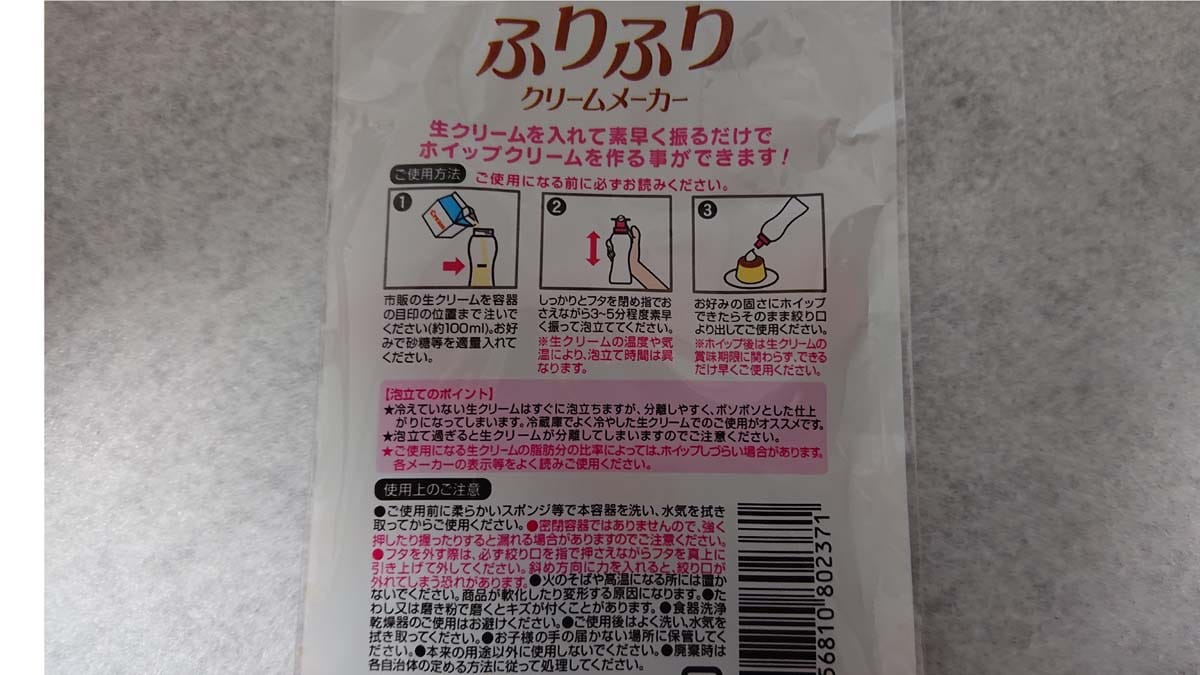 ふりふり
クリームメーカー
生クリームを入れて素早く振るだけで
ホイップクリームを作る事ができます!
ご使用方法 ご使用になる前に必ずお読みください。
1
市販の生クリームを容器
の目印の位置まで注いで
ください(約100ml)。お好
みで砂糖等を適量入れて
ください。
2
しっかりとフタを閉め指でお
さえながら3~5分程度素早
く振って泡立ててください。
※生クリームの温度や気
温により、泡立て時間は異
なります。
3
お好みの固さにホイップ
できたらそのまま絞り口
より出してご使用ください。
※ホイップ後は生クリームの
賞味期限に関わらず、できる
だけ早くご使用ください。
【泡立てのポイント】
★冷えていない生クリームはすぐに泡立ちますが、分離しやすく、ボソボソとした仕上
がりになってしまいます。冷蔵庫でよく冷やした生クリームでのご使用がオススメです。
★泡立て過ぎると生クリームが分離してしまいますのでご注意ください。
★ご使用になる生クリームの脂肪分の比率によっては、ホイップしづらい場合があります。
各メーカーの表示等をよく読みご使用ください。
使用上のご注意
●ご使用前に柔らかいスポンジ等で本容器を洗い、水気を拭き
取ってからご使用ください。●密閉容器ではありませんので、強く
押したり握ったりすると漏れる場合がありますのでご注意ください。
●フタを外す際は、必ず絞り口を指で押さえながらフタを真上に
引き上げて外してください。斜め方向に力を入れると、絞り口が
外れてしまう恐れがあります。●火のそばや高温になる所には置か
ないでください。商品が軟化したり変形する原因になります。●た
わし又は磨き粉で磨くとキズが付くことがあります。●食器洗浄
乾燥器のご使用はお避けください。●ご使用後はよく洗い、水気を
拭き取ってください。●お子様の手の届かない場所に保管してく
ださい。●本来の用途以外に使用しないでください。●廃棄時は
各自治体の定める方法に従って処理してください。
56810 802371